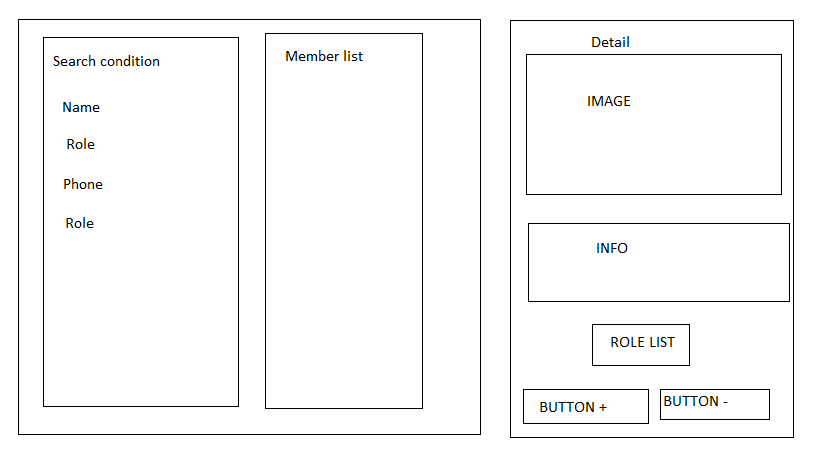 Search condition
Name
Role
Phone
Role
Member list
Detail
IMAGE
INFO
ROLE LIST
BUTTON +
BUTTON -